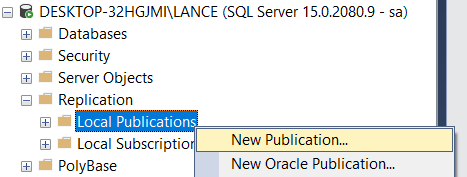 DESKTOP-32HGJMI\LANCE (SQL Server 15.0.2080.9 - sa)
Databases
Security
Server Objects
Replication
Local Publications
New Publication...
Local Subscription
New Oracle Publication...
PolyBase